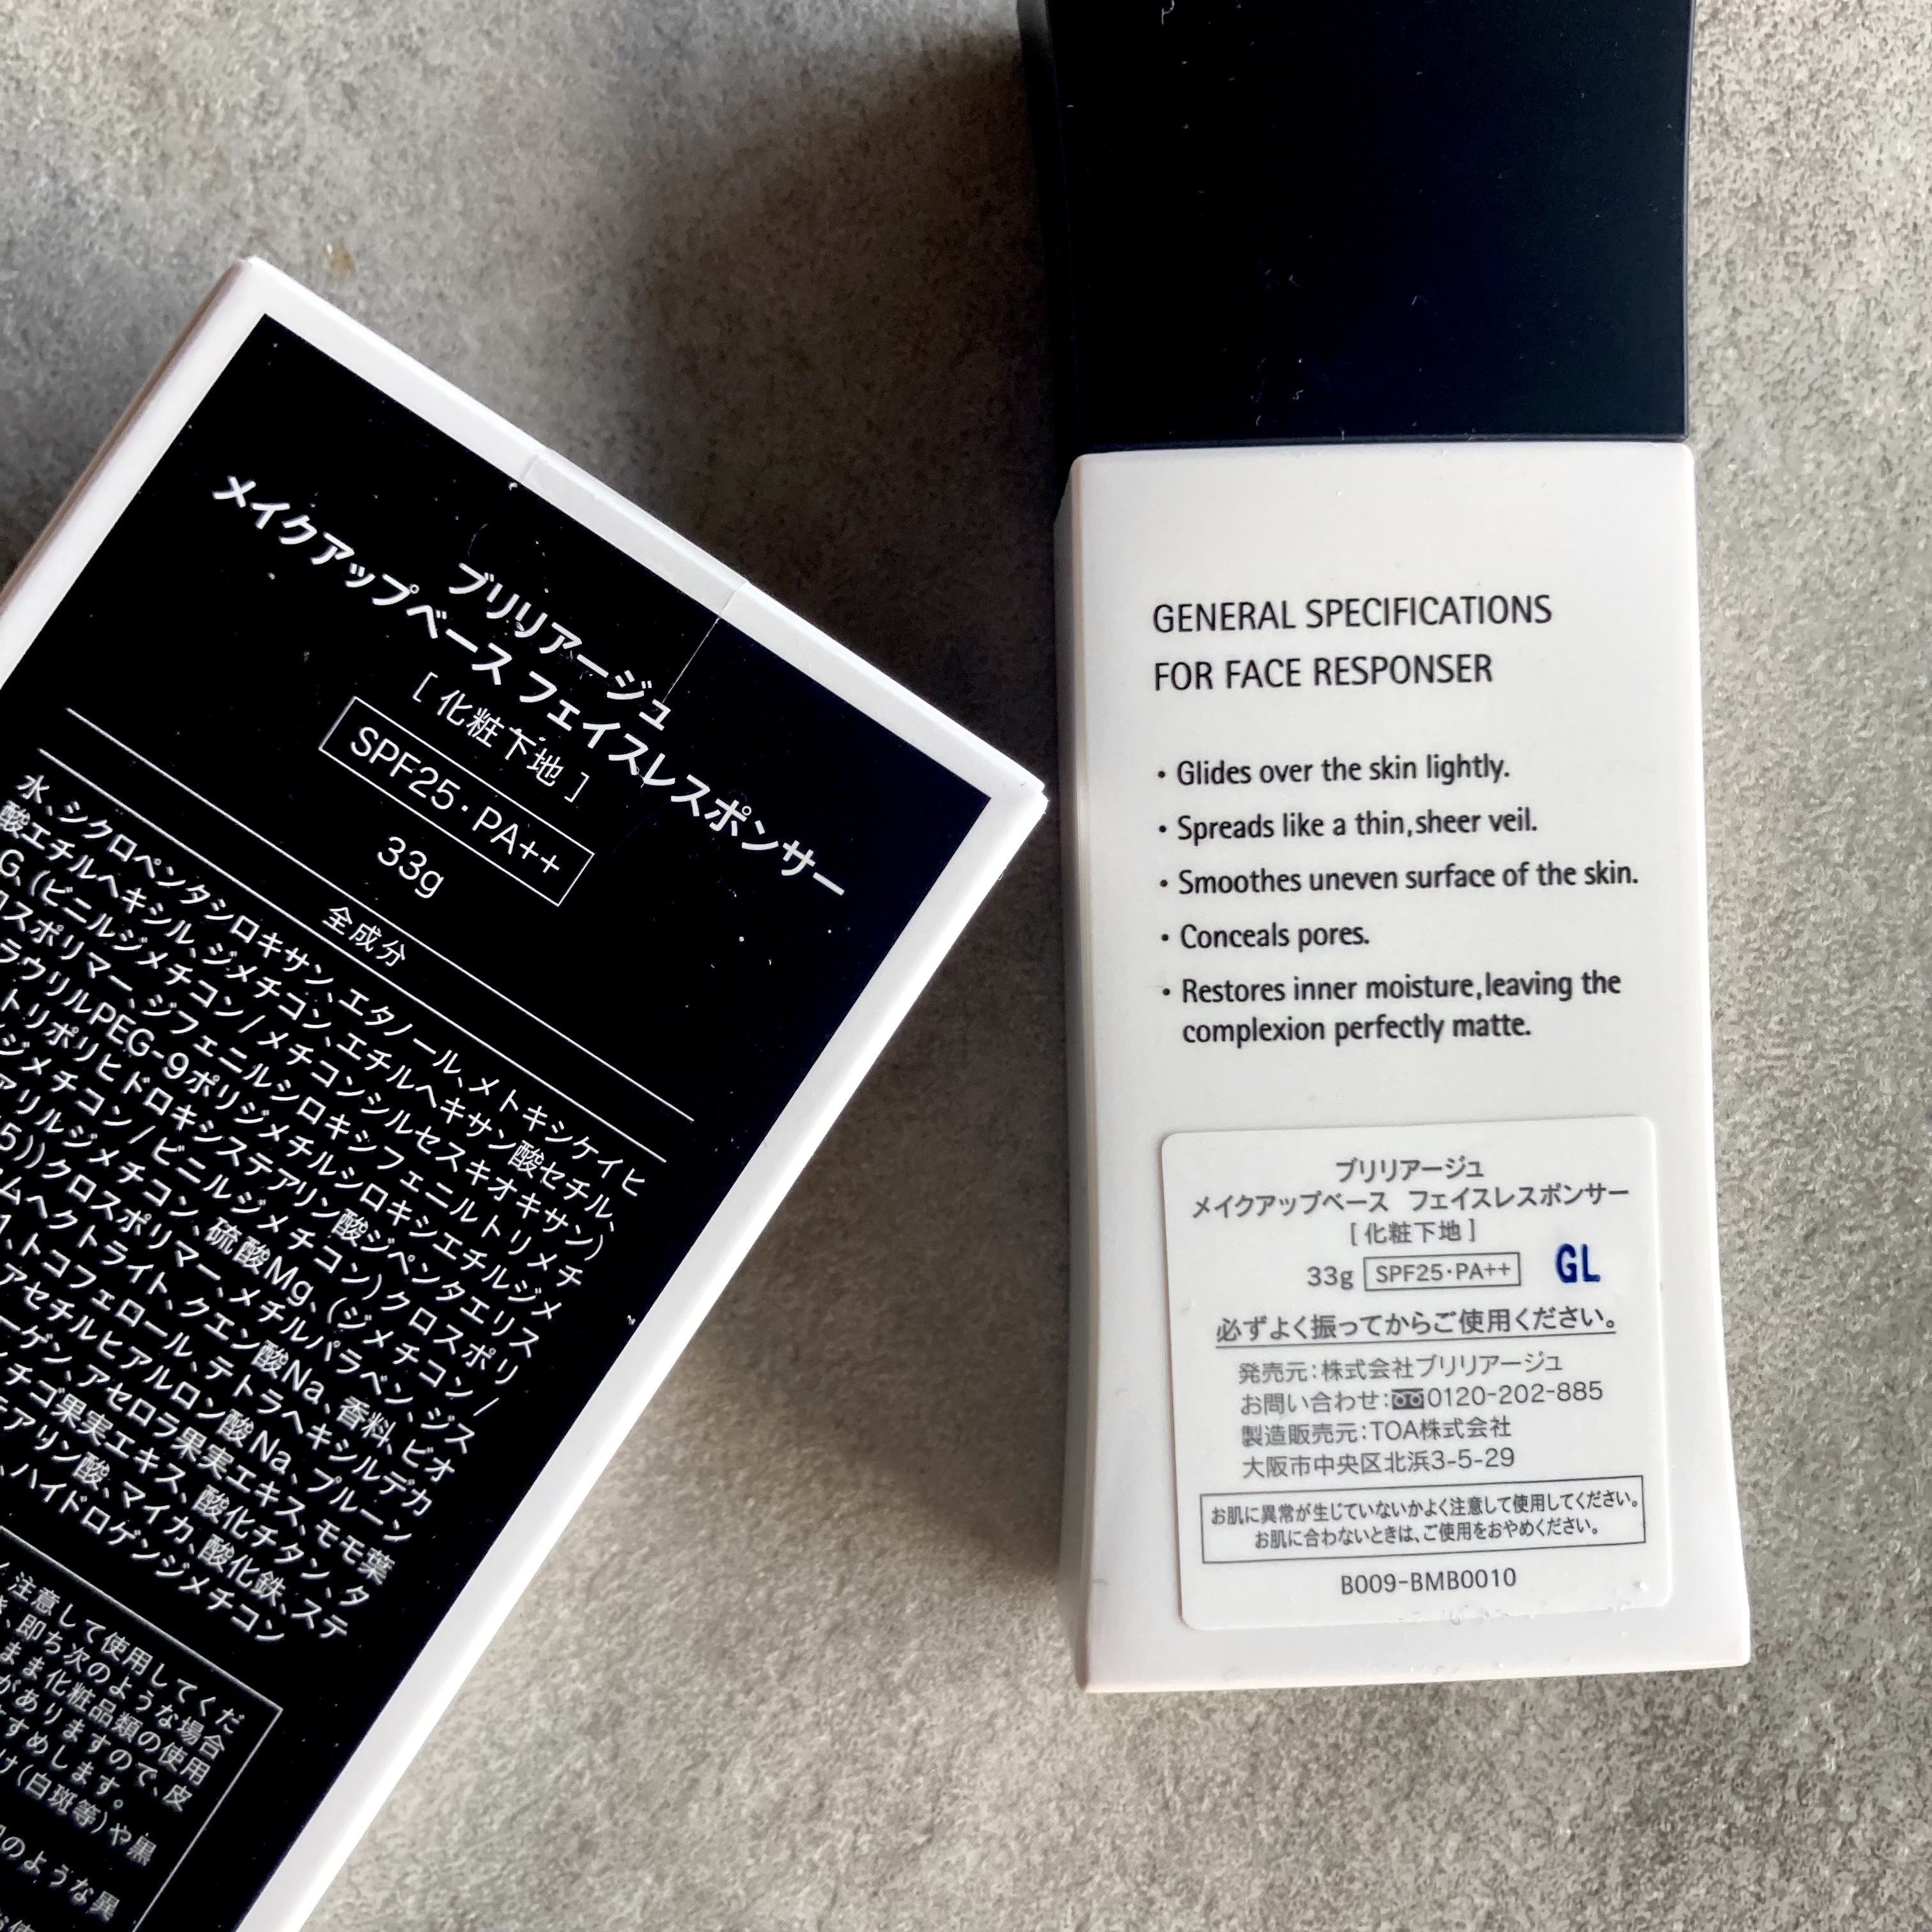 ブリリアージュ
メイクアップベース フェイスレスポンサー
[ 化粧下地 ]
SPF25・PA++
33g
全成分
水、シクロペンタシロキサン、エタノール、メトキシケイヒ
酸エチルヘキシル、ジメチコン、エチルヘキサン酸セチル、
G、(ビニルジメチコン/メチコンシルセスキオキサン)
ロスポリマー、ジフェニルシロキシフェニルトリメチ
ラウリルPEG-9ポリジメチルシロキシエチルジメ
トリポリヒドロキシステアリン酸ジペンタエリス
ジメチコン/ビニルジメチコン)クロスポリ
アリルジメチコン、硫酸Mg、(ジメチコン/
5))クロスポリマー、メチルパラベン、ジス
ムヘクトライト、クエン酸Na、香料、ビオ
1、トコフェロール、テトラヘキシルデカ
アセチルヒアルロン酸Na、プルーン
ーゲン、アセロラ果実エキス、モモ葉
チゴ果実エキス、酸化チタン、タ
テアリン酸、マイカ、酸化鉄、ステ
、ハイドロゲンジメチコン
注意して使用してくだ
、即ち次のような場合
まま化粧品類の使用
がありますので、皮
すすめします。
け(白斑等)や黒
のような異
GENERAL SPECIFICATIONS
FOR FACE RESPONSER
・Glides over the skin lightly.
・Spreads like a thin,sheer veil.
・Smoothes uneven surface of the skin.
・Conceals pores.
・Restores inner moisture,leaving the
complexion perfectly matte.
ブリリアージュ
メイクアップベース フェイスレスポンサー
[ 化粧下地 ]
33g SPF25・PA++ GL
必ずよく振ってからご使用ください。
発売元:株式会社ブリリアージュ
お問い合わせ:0120-202-885
製造販売元:TOA株式会社
大阪市中央区北浜3-5-29
お肌に異常が生じていないかよく注意して使用してください。
お肌に合わないときは、ご使用をおやめください。
B009-BMB0010